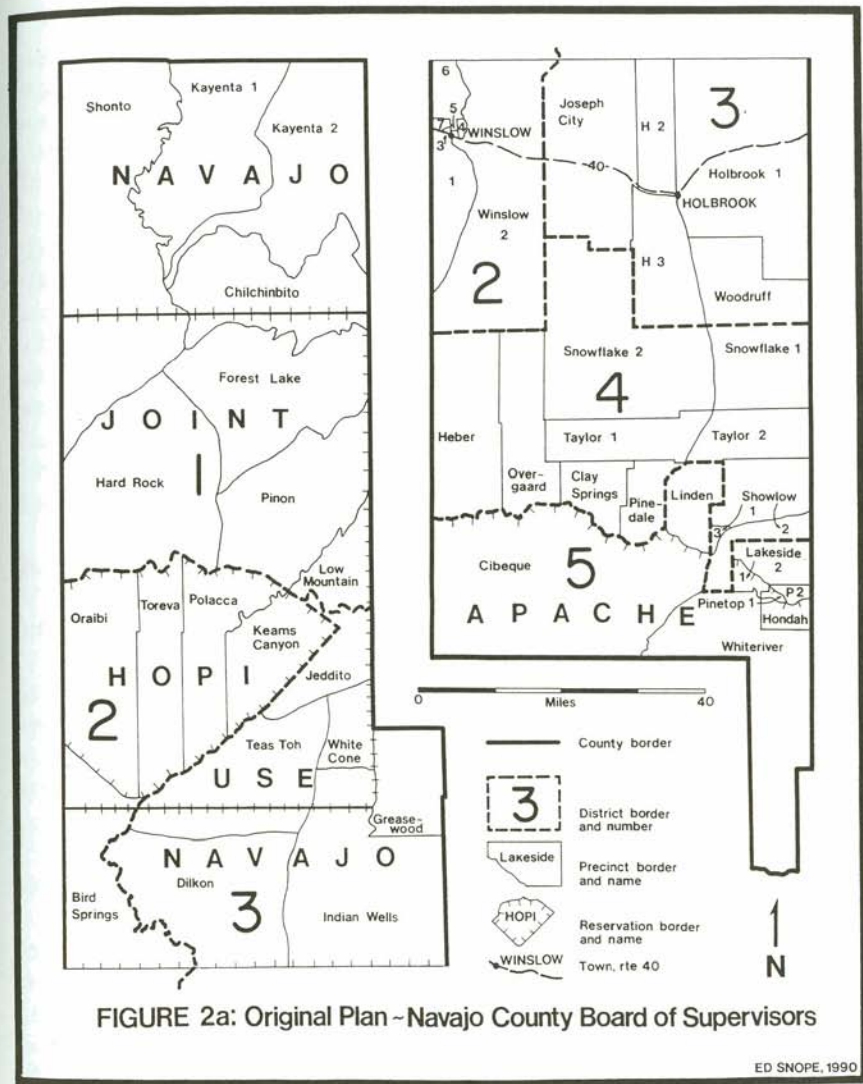 Shonto
Kayenta 1
Kayenta 2
NAVAJO
Chilchinbito
Forest Lake
JOINT
1
Hard Rock
Pinon
Low
Mountain
Oraibi
Toreva
Polacca
Keams
Canyon
HOPI
2
Jeddito
Teas Toh
White
Cone
USE
Grease-
wood
NAVAJO
Dilkon
3
Bird
Springs
Indian Wells
6
5
7
4
WINSLOW
3
1
Winslow
2
2
Joseph
City
40
H 2
3
Holbrook 1
HOLBROOK
H 3
Woodruff
Snowflake 2
Snowflake 1
4
Heber
Taylor 1
Taylor 2
Over-
gaard
Clay
Springs
Pine-
dale
Linden
Showlow
1
3
2
Lakeside
2
1
Cibeque
5
APACHE
Pinetop 1
P 2
Hondah
Whiteriver
0
40
Miles
County border
3
District border
and number
Lakeside
Precinct border
and name
HOPI
Reservation border
and name
WINSLOW
Town, rte 40
N
FIGURE 2a: Original Plan ~ Navajo County Board of Supervisors
ED SNOPE, 1990